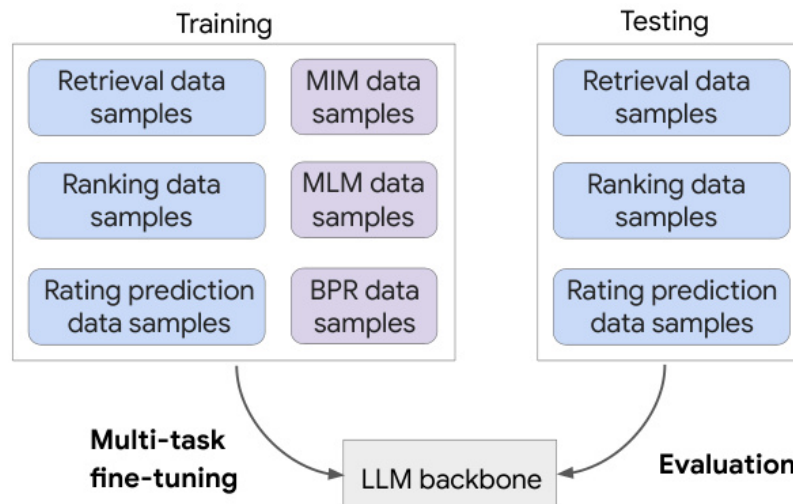 Training
Retrieval data
samples
MIM data
samples
Ranking data
samples
MLM data
samples
Rating prediction
data samples
BPR data
samples
Testing
Retrieval data
samples
Ranking data
samples
Rating prediction
data samples
Multi-task
fine-tuning
LLM backbone
Evaluation